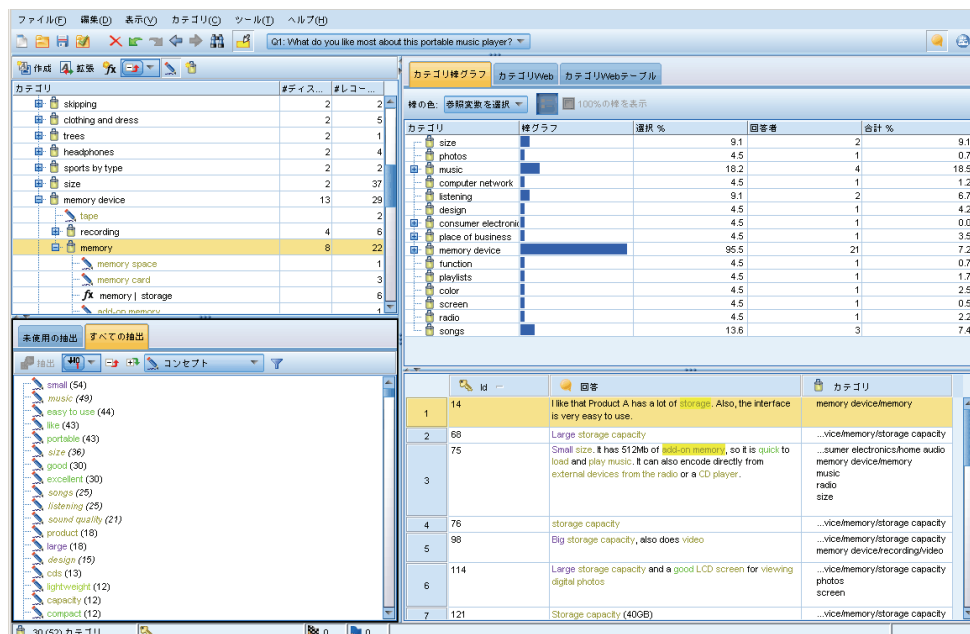 ファイル(F) 編集(D) 表示(V) カテゴリ(C) ツール(T) ヘルプ(H)
Q1: What do you like most about this portable music player?
作成 拡張
カテゴリ #ディス... #レコー...
skipping 2 2
clothing and dress 2 5
trees 2 1
headphones 2 4
sports by type 2 2
size 2 37
memory device 13 29
tape 2
recording 4 6
memory 8 22
memory space 1
memory card 3
fx memory | storage 6
add-on memory 1
未使用の抽出 すべての抽出
抽出 コンセプト
small (54)
music (49)
easy to use (44)
like (43)
portable (43)
size (36)
good (30)
excellent (30)
songs (25)
listening (25)
sound quality (21)
product (18)
large (18)
design (15)
cds (13)
lightweight (12)
capacity (12)
compact (12)
30 (52) カテゴリ 0 0
カテゴリ棒グラフ カテゴリWeb カテゴリWebテーブル
棒の色: 参照変数を選択 100%の棒を表示
カテゴリ 棒グラフ 選択 % 回答者 合計 %
size 9.1 2 9.1
photos 4.5 1 0.7
music 18.2 4 18.5
computer network 4.5 1 1.2
listening 9.1 2 6.7
design 4.5 1 4.2
consumer electronic 4.5 1 0.0
place of business 4.5 1 3.5
memory device 95.5 21 7.2
function 4.5 1 0.7
playlists 4.5 1 1.7
color 4.5 1 2.5
screen 4.5 1 0.5
radio 4.5 1 2.2
songs 13.6 3 7.4
Id 回答 カテゴリ
1 14 I like that Product A has a lot of storage. Also, the interface memory device/memory
is very easy to use.
2 68 Large storage capacity ...vice/memory/storage capacity
3 75 Small size. It has 512Mb of add-on memory, so it is quick to ...sumer electronics/home audio
load and play music. It can also encode directly from memory device/memory
external devices from the radio or a CD player. music
radio
size
4 76 storage capacity ...vice/memory/storage capacity
5 98 Big storage capacity, also does video ...vice/memory/storage capacity
memory device/recording/video
6 114 Large storage capacity and a good LCD screen for viewing ...vice/memory/storage capacity
digital photos photos
screen
7 121 Storage capacity (40GB) ...vice/memory/storage capacity